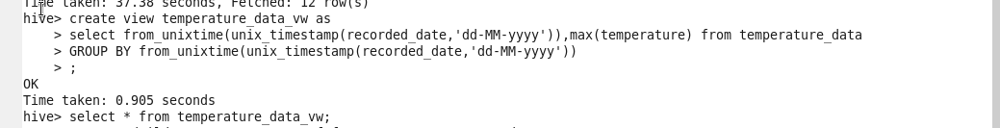 Time taken: 37.38 seconds, Fetched: 12 row(s)
hive> create view temperature_data_vw as
    > select from_unixtime(unix_timestamp(recorded_date,'dd-MM-yyyy')),max(temperature) from temperature_data
    > GROUP BY from_unixtime(unix_timestamp(recorded_date,'dd-MM-yyyy'))
    > ;
OK
Time taken: 0.905 seconds
hive> select * from temperature_data_vw;